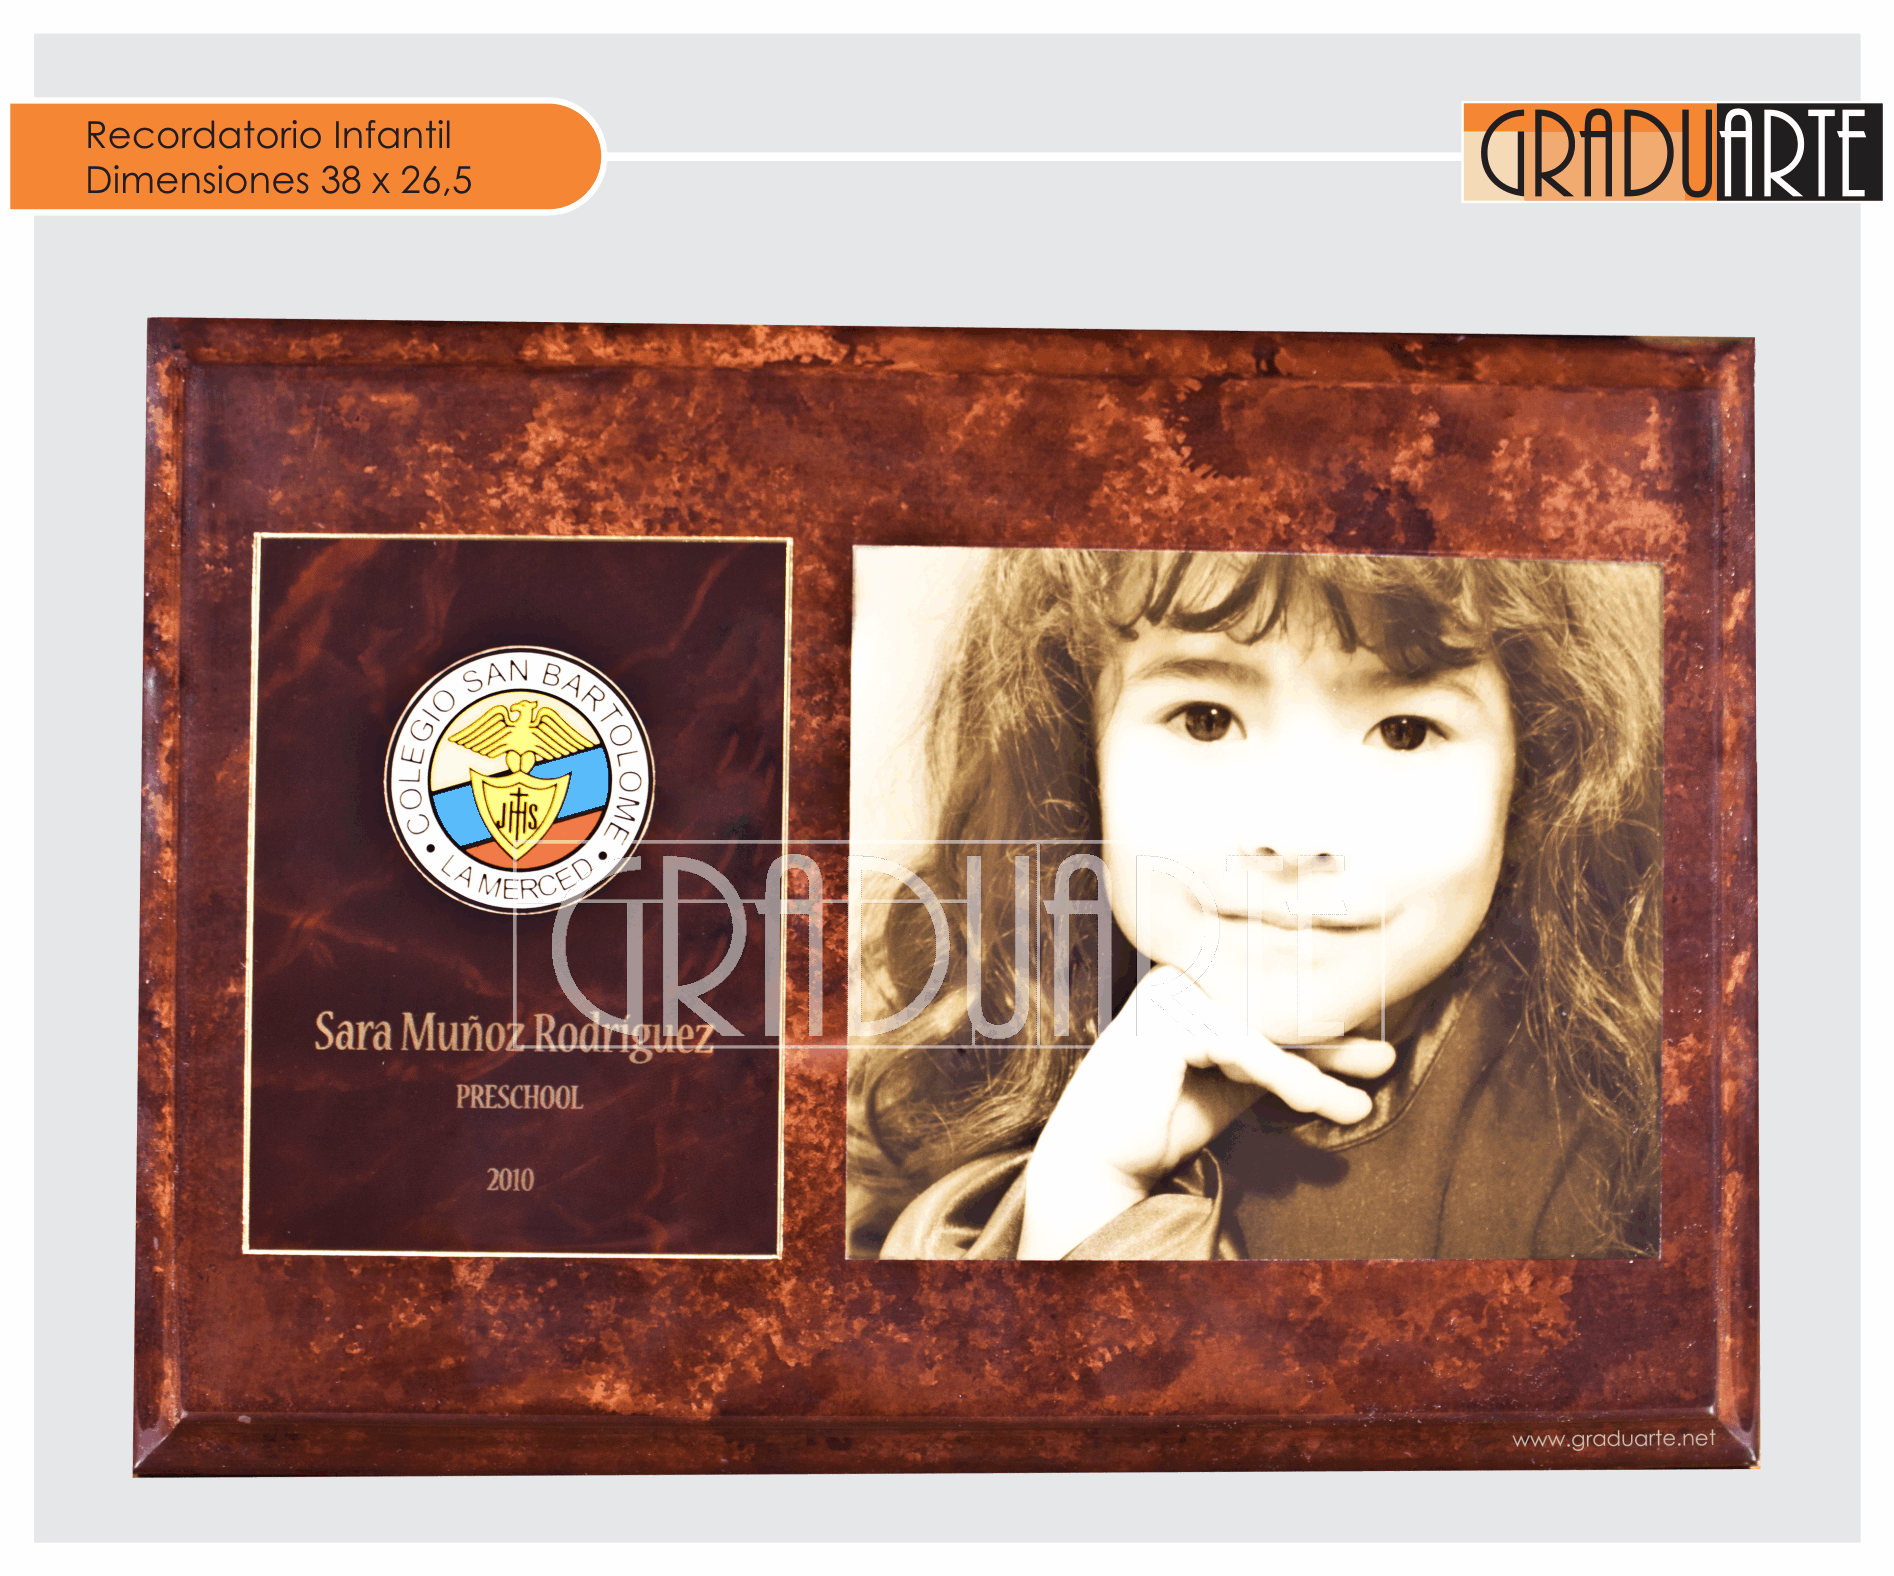 Recordatorio Infantil
Dimensiones 38 x 26,5
GRADUARTE
COLEGIO SAN BARTOLOME
• LA MERCED •
JHS
GRADUARTE
Sara Muñoz Rodríguez
PRESCHOOL
2010
www.graduarte.net